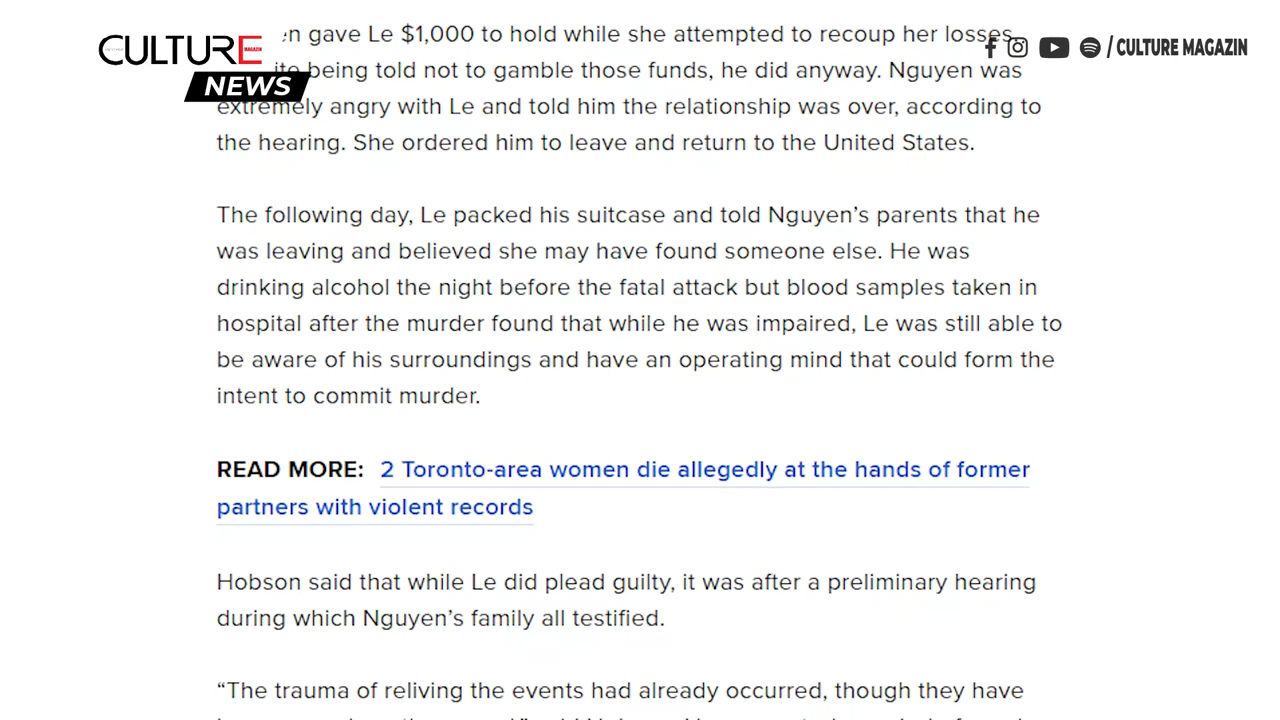 CULTURE
MAGAZIN
NEWS
/ CULTURE MAGAZIN
gave Le $1,000 to hold while she attempted to recoup her losses
being told not to gamble those funds, he did anyway. Nguyen was
extremely angry with Le and told him the relationship was over, according to
the hearing. She ordered him to leave and return to the United States.
The following day, Le packed his suitcase and told Nguyen’s parents that he
was leaving and believed she may have found someone else. He was
drinking alcohol the night before the fatal attack but blood samples taken in
hospital after the murder found that while he was impaired, Le was still able to
be aware of his surroundings and have an operating mind that could form the
intent to commit murder.
READ MORE: 2 Toronto-area women die allegedly at the hands of former
partners with violent records
Hobson said that while Le did plead guilty, it was after a preliminary hearing
during which Nguyen’s family all testified.
“The trauma of reliving the events had already occurred, though they have